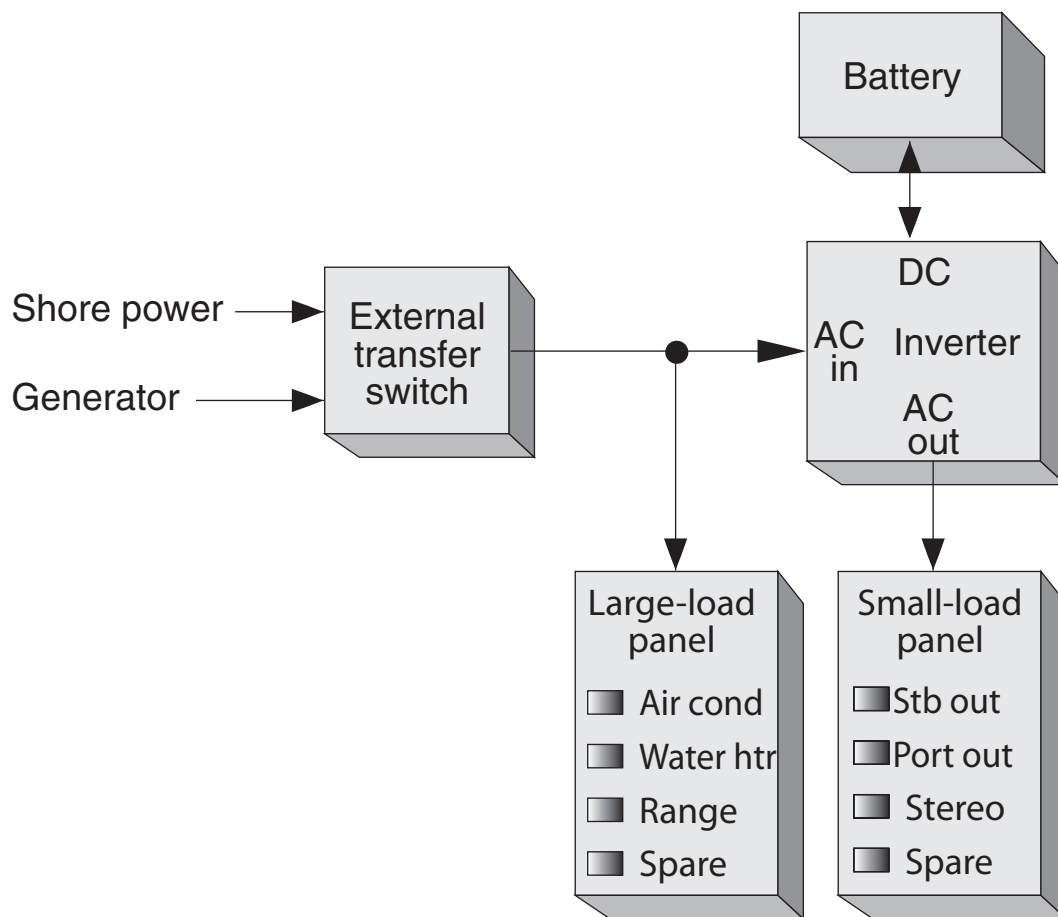 Battery
Shore power
Generator
External
transfer
switch
DC
AC
in
Inverter
AC
out
Large-load
panel
Air cond
Water htr
Range
Spare
Small-load
panel
Stb out
Port out
Stereo
Spare